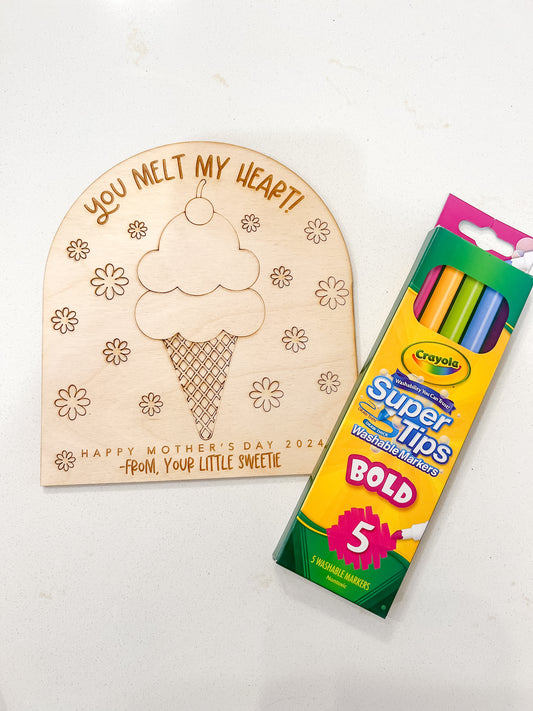 YOU MELT MY HEART!
HAPPY MOTHER'S DAY 2024
-FROM, YOUR LITTLE SWEETIE
Crayola
Washability You Can Trust!
Super
Tips
Washable Markers
BOLD
5
5 WASHABLE MARKERS
Nontoxic